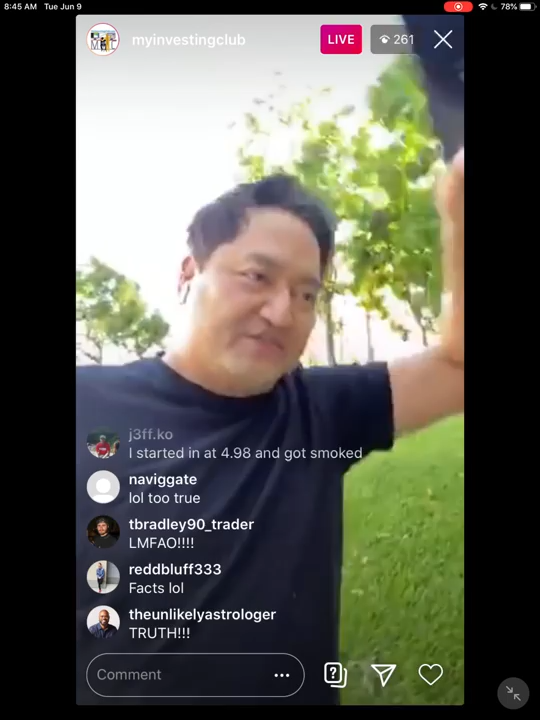 8:45 AM Tue Jun 9
78%
myinvestingclub
LIVE
261
j3ff.ko
I started in at 4.98 and got smoked
naviggate
lol too true
tbradley90_trader
LMFAO!!!!
reddbluff333
Facts lol
theunlikelyastrologer
TRUTH!!!
Comment